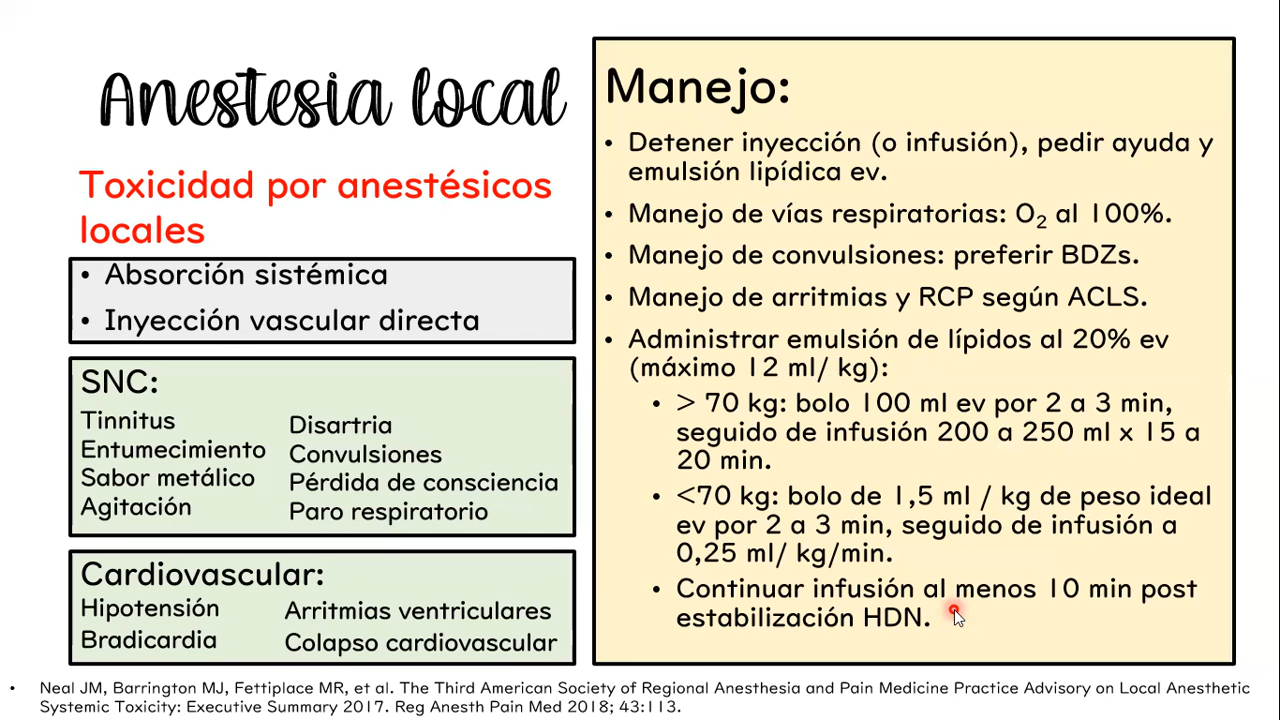 Anestesia local
Toxicidad por anestésicos
locales
• Absorción sistémica
• Inyección vascular directa
SNC:
Tinnitus
Entumecimiento
Sabor metálico
Agitación
Disartria
Convulsiones
Pérdida de consciencia
Paro respiratorio
Cardiovascular:
Hipotensión
Bradicardia
Arritmias ventriculares
Colapso cardiovascular
Manejo:
• Detener inyección (o infusión), pedir ayuda y
emulsión lipídica ev.
• Manejo de vías respiratorias: O₂ al 100%.
• Manejo de convulsiones: preferir BDZs.
• Manejo de arritmias y RCP según ACLS.
• Administrar emulsión de lípidos al 20% ev
(máximo 12 ml/ kg):
• > 70 kg: bolo 100 ml ev por 2 a 3 min,
seguido de infusión 200 a 250 ml x 15 a
20 min.
• <70 kg: bolo de 1,5 ml / kg de peso ideal
ev por 2 a 3 min, seguido de infusión a
0,25 ml/ kg/min.
• Continuar infusión al menos 10 min post
estabilización HDN.
• Neal JM, Barrington MJ, Fettiplace MR, et al. The Third American Society of Regional Anesthesia and Pain Medicine Practice Advisory on Local Anesthetic
Systemic Toxicity: Executive Summary 2017. Reg Anesth Pain Med 2018; 43:113.